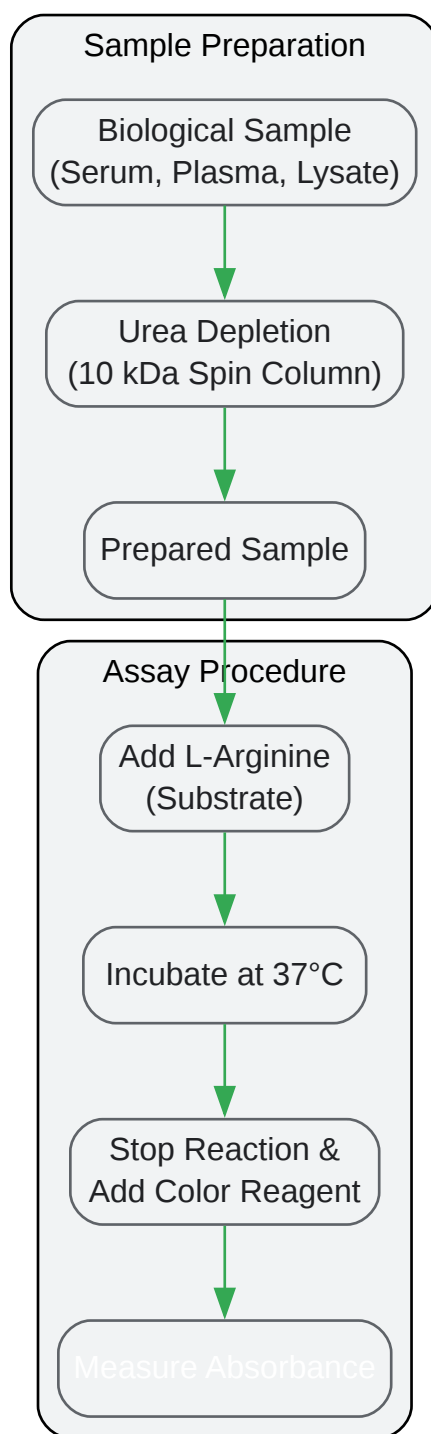 Sample Preparation
Biological Sample
(Serum, Plasma, Lysate)
Urea Depletion
(10 kDa Spin Column)
Prepared Sample
Assay Procedure
Add L-Arginine
(Substrate)
Incubate at 37°C
Stop Reaction &
Add Color Reagent
Measure Absorbance